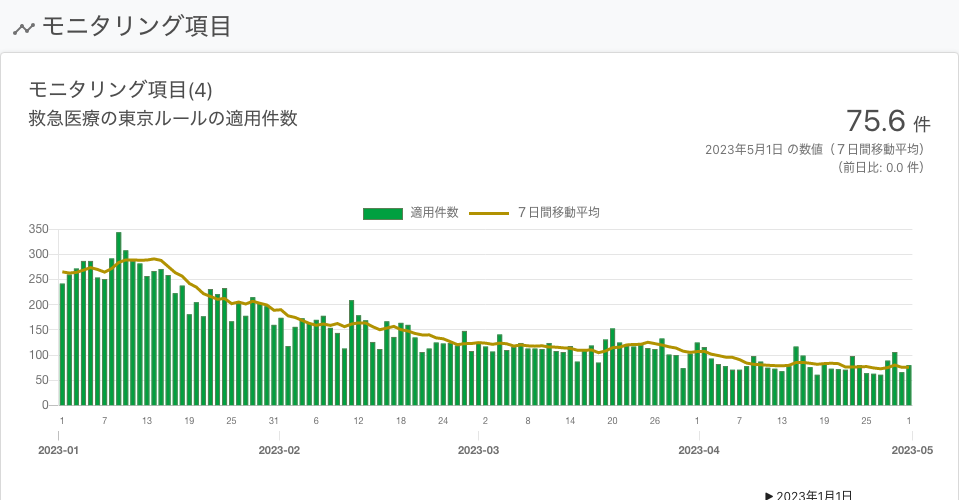 モニタリング項目
モニタリング項目(4)
救急医療の東京ルールの適用件数
75.6 件
2023年5月1日 の数値（７日間移動平均）
（前日比: 0.0 件）
適用件数 ７日間移動平均
350
300
250
200
150
100
50
0
1 7 13 19 25 31 6 12 18 24 2 8 14 20 26 1 7 13 19 25 1
2023-01 2023-02 2023-03 2023-04 2023-05
▶ 2023年1月1日